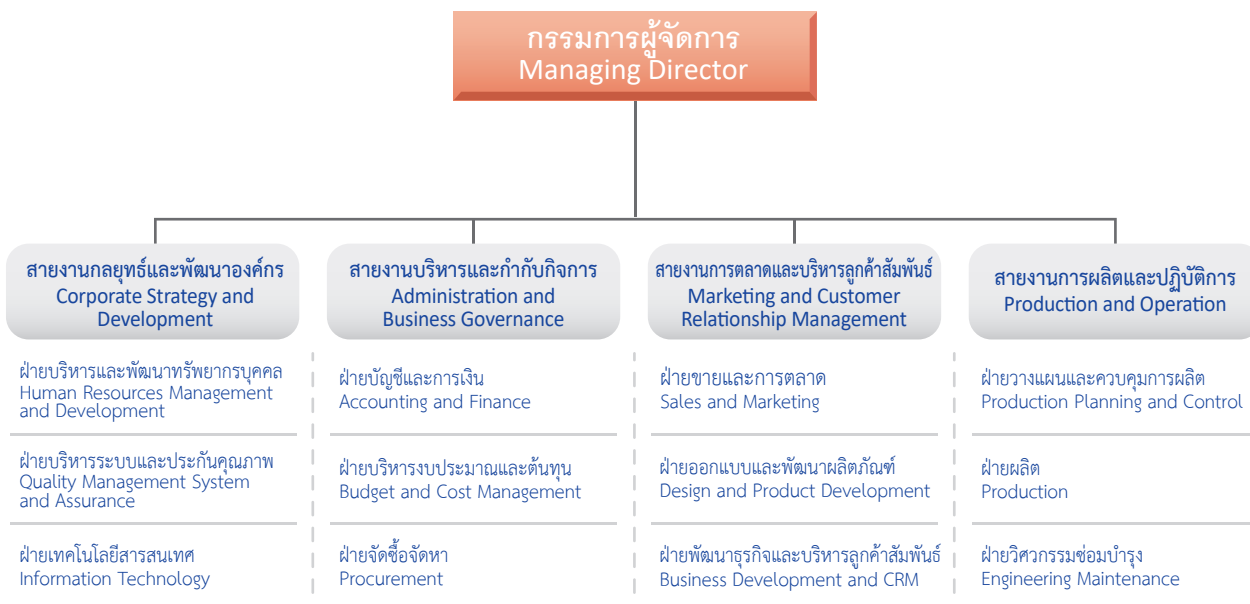 กรรมการผู้จัดการ
Managing Director
สายงานกลยุทธ์และพัฒนาองค์กร
Corporate Strategy and
Development
สายงานบริหารและกำกับกิจการ
Administration and
Business Governance
สายงานการตลาดและบริหารลูกค้าสัมพันธ์
Marketing and Customer
Relationship Management
สายงานการผลิตและปฏิบัติการ
Production and Operation
ฝ่ายบริหารและพัฒนาทรัพยากรบุคคล
Human Resources Management
and Development
ฝ่ายบัญชีและการเงิน
Accounting and Finance
ฝ่ายขายและการตลาด
Sales and Marketing
ฝ่ายวางแผนและควบคุมการผลิต
Production Planning and Control
ฝ่ายบริหารระบบและประกันคุณภาพ
Quality Management System
and Assurance
ฝ่ายบริหารงบประมาณและต้นทุน
Budget and Cost Management
ฝ่ายออกแบบและพัฒนาผลิตภัณฑ์
Design and Product Development
ฝ่ายผลิต
Production
ฝ่ายเทคโนโลยีสารสนเทศ
Information Technology
ฝ่ายจัดซื้อจัดหา
Procurement
ฝ่ายพัฒนาธุรกิจและบริหารลูกค้าสัมพันธ์
Business Development and CRM
ฝ่ายวิศวกรรมซ่อมบำรุง
Engineering Maintenance